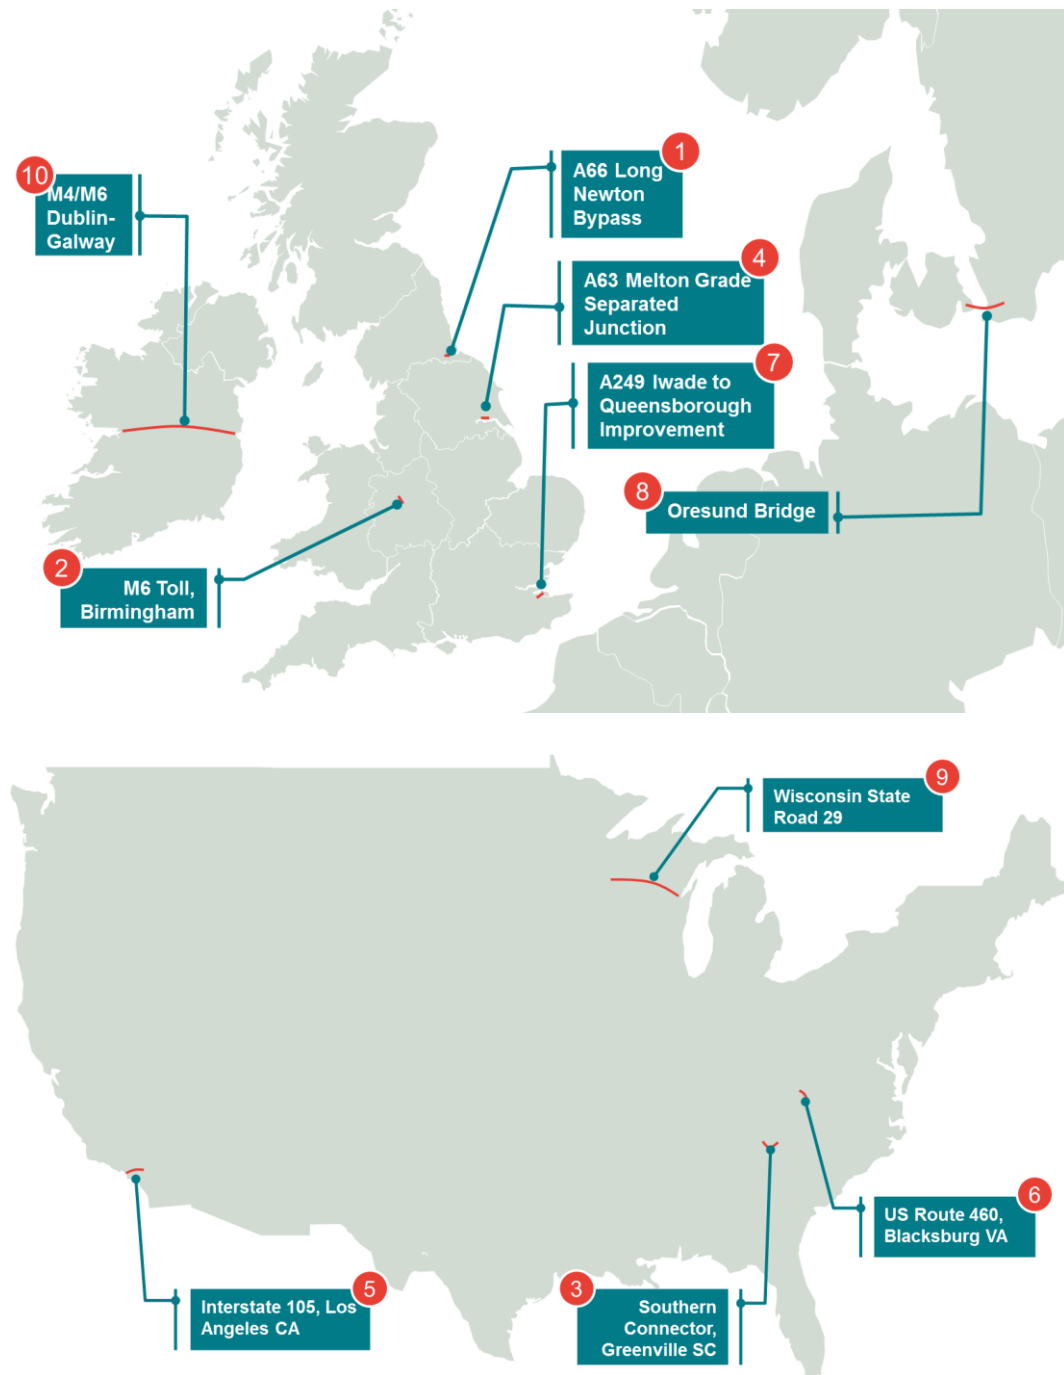 1
A66 Long
Newton
Bypass
10
M4/M6
Dublin-
Galway
4
A63 Melton Grade
Separated
Junction
7
A249 Iwade to
Queensborough
Improvement
8
Oresund Bridge
2
M6 Toll,
Birmingham
9
Wisconsin State
Road 29
6
US Route 460,
Blacksburg VA
5
Interstate 105, Los
Angeles CA
3
Southern
Connector,
Greenville SC